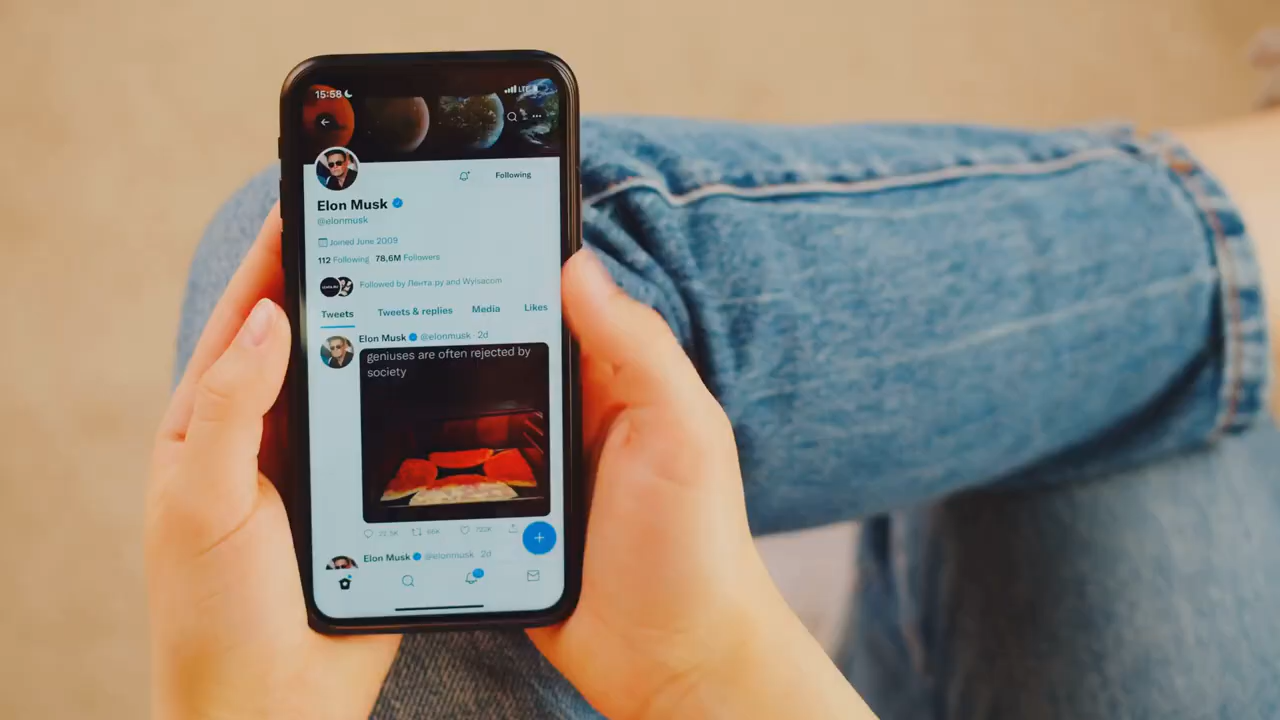 15:58
LTE
Following
Elon Musk
@elonmusk
Joined June 2009
112 Following 78,6M Followers
Followed by Лента.ру and Wylsacom
Tweets Tweets & replies Media Likes
Elon Musk @elonmusk · 2d
geniuses are often rejected by
society
Elon Musk @elonmusk · 2d